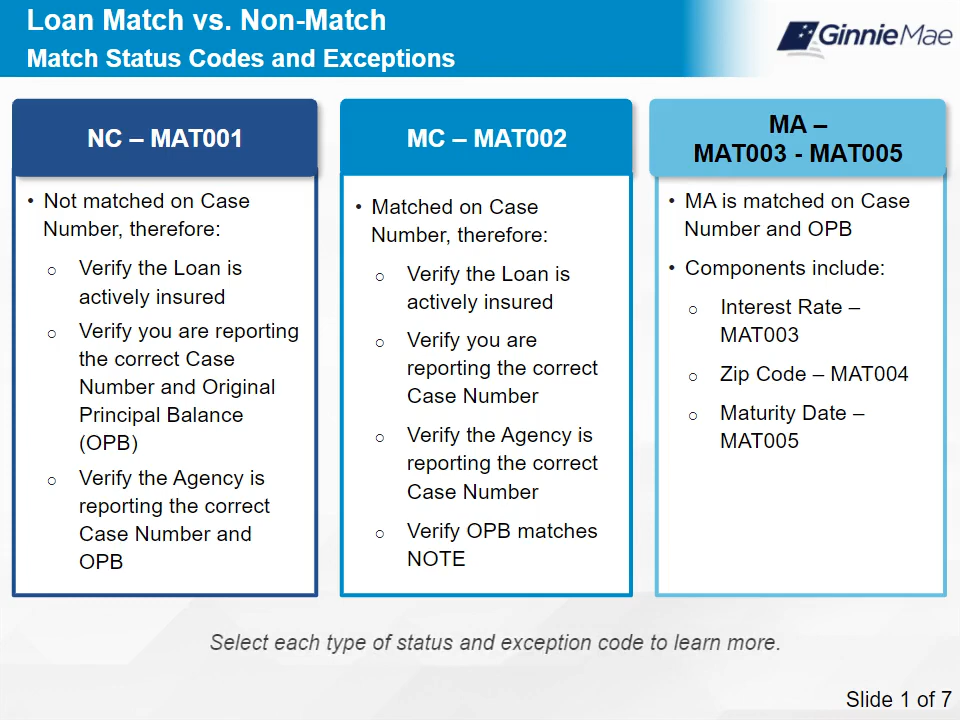 Loan Match vs. Non-Match
Match Status Codes and Exceptions
GinnieMae
NC – MAT001
• Not matched on Case
Number, therefore:
o Verify the Loan is
actively insured
o Verify you are reporting
the correct Case
Number and Original
Principal Balance
(OPB)
o Verify the Agency is
reporting the correct
Case Number and
OPB
MC – MAT002
• Matched on Case
Number, therefore:
o Verify the Loan is
actively insured
o Verify you are
reporting the correct
Case Number
o Verify the Agency is
reporting the correct
Case Number
o Verify OPB matches
NOTE
MA –
MAT003 - MAT005
• MA is matched on Case
Number and OPB
• Components include:
o Interest Rate –
MAT003
o Zip Code – MAT004
o Maturity Date –
MAT005
Select each type of status and exception code to learn more.
Slide 1 of 7